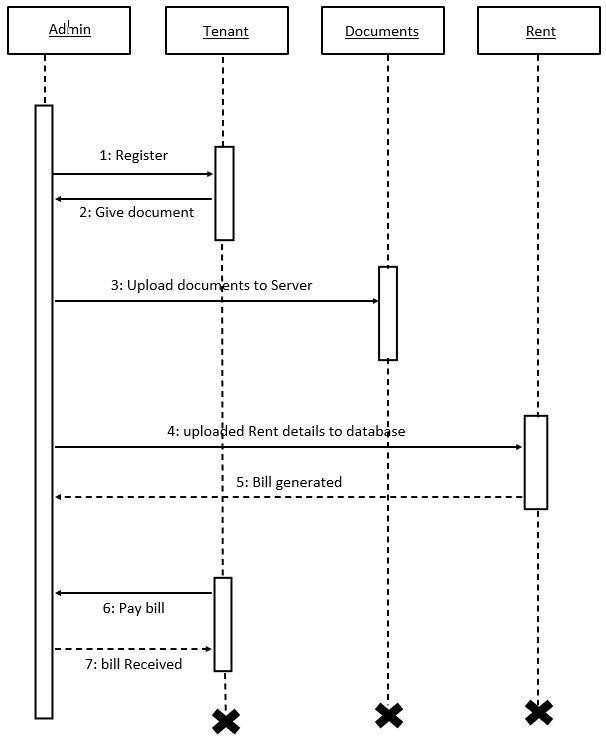 Admin
Tenant
Documents
Rent
1: Register
2: Give document
3: Upload documents to Server
4: uploaded Rent details to database
5: Bill generated
6: Pay bill
7: bill Received